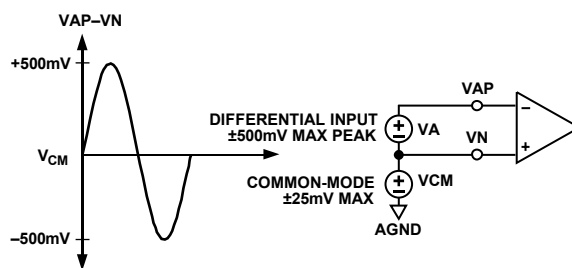 VAP–VN
+500mV
VCM
–500mV
DIFFERENTIAL INPUT
±500mV MAX PEAK
VA
VAP
VN
COMMON-MODE
±25mV MAX
VCM
AGND